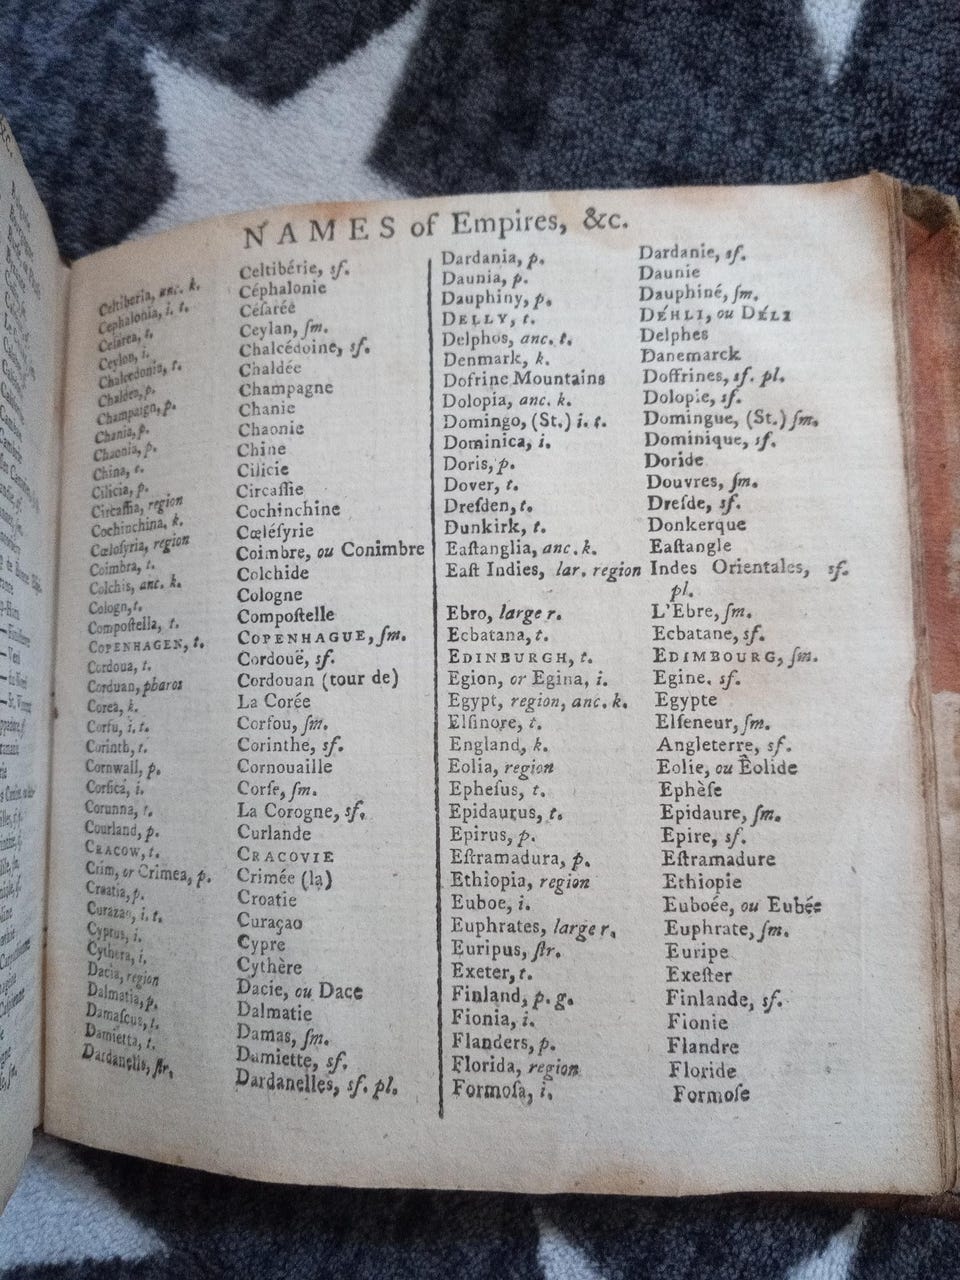 NAMES of Empires, &c.
Celtiberia, anc. k. Celtibérie, ſf.
Cephalonia, i. t. Céphalonie
Ceſarea, t. Céſarée
Ceylon, i. Ceylan, ſm.
Chalcedonia, t. Chalcédoine, ſf.
Chaldea, p. Chaldée
Champaign, p. Champagne
Chania, p. Chanie
Chaonia, p. Chaonie
China, e. Chine
Cilicia, p. Cilicie
Circaſſia, region Circaſſie
Cochinchina, k. Cochinchine
Cœloſyria, region Cœléſyrie
Coimbra, t. Coimbre, ou Conimbre
Colchis, anc. k. Colchide
Cologn, t. Cologne
Compoſtella, t. Compoſtelle
COPENHAGEN, t. COPENHAGUE, ſm.
Cordoua, t. Cordouë, ſf.
Corduan, pharos Cordouan (tour de)
Corea, k. La Corée
Corfu, i. t. Corfou, ſm.
Corinth, t. Corinthe, ſf.
Cornwall, p. Cornouaille
Corſica, i. Corſe, ſm.
Corunna, t. La Corogne, ſf.
Courland, p. Curlande
CRACOW, t. CRACOVIE
Crim, or Crimea, p. Crimée (la)
Croatia, p. Croatie
Curazao, i. t. Curaçao
Cyprus, i. Cypre
Cythera, i. Cythère
Dacia, region Dacie, ou Dace
Dalmatia, p. Dalmatie
Damaſcus, t. Damas, ſm.
Damietta, t. Damiette, ſf.
Dardanells, ſtr. Dardanelles, ſf. pl.
Dardania, p. Dardanie, ſf.
Daunia, p. Daunie
Dauphiny, p. Dauphiné, ſm.
DELLY, t. DÉHLI, ou DÉLI
Delphos, anc. t. Delphes
Denmark, k. Danemarck
Dofrine Mountains Doffrines, ſf. pl.
Dolopia, anc. k. Dolopie, ſf.
Domingo, (St.) i. t. Domingue, (St.) ſm.
Dominica, i. Dominique, ſf.
Doris, p. Doride
Dover, t. Douvres, ſm.
Dreſden, t. Dreſde, ſf.
Dunkirk, t. Donkerque
Eaſtanglia, anc. k. Eaſtangle
Eaſt Indies, lar. region Indes Orientales, ſf.
pl.
Ebro, large r. L'Ebre, ſm.
Ecbatana, t. Ecbatane, ſf.
EDINBURGH, t. EDIMBOURG, ſm.
Egion, or Egina, i. Egine, ſf.
Egypt, region, anc. k. Egypte
Elſinore, t. Elſeneur, ſm.
England, k. Angleterre, ſf.
Eolia, region Eolie, ou Êolide
Epheſus, t. Ephèſe
Epidaurus, t. Epidaure, ſm.
Epirus, p. Epire, ſf.
Eſtramadura, p. Eſtramadure
Ethiopia, region Ethiopie
Euboe, i. Euboée, ou Eubée
Euphrates, large r. Euphrate, ſm.
Euripus, ſtr. Euripe
Exeter, t. Exeſter
Finland, p. g. Finlande, ſf.
Fionia, i. Fionie
Flanders, p. Flandre
Florida, region Floride
Formoſa, i. Formoſe